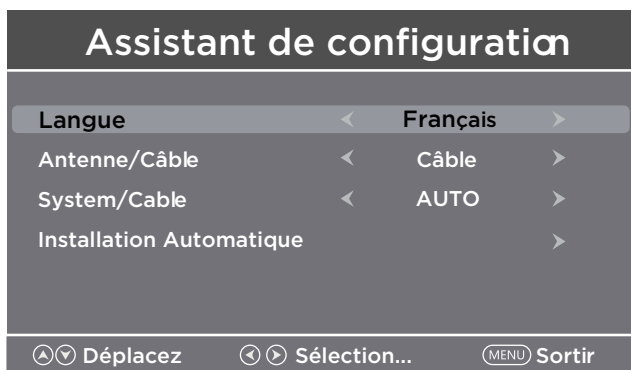 Assistant de configuration
Langue Français
Antenne/Câble Câble
System/Cable AUTO
Installation Automatique
Déplacez Sélection... MENU Sortir